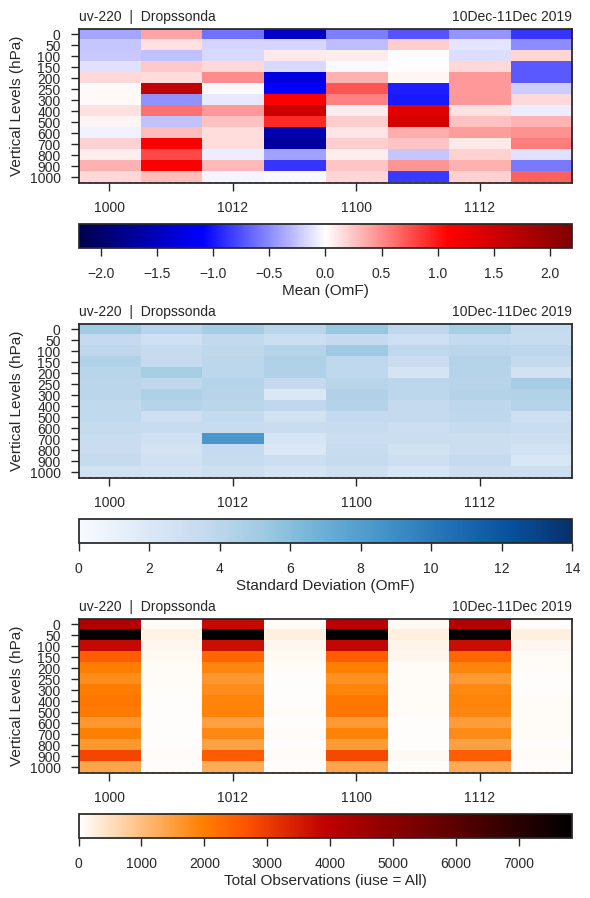 uv-220 | Dropssonda 10Dec-11Dec 2019
Vertical Levels (hPa)
0
50
100
150
200
250
300
400
500
600
700
800
900
1000
1000 1012 1100 1112
−2.0 −1.5 −1.0 −0.5 0.0 0.5 1.0 1.5 2.0
Mean (OmF)
uv-220 | Dropssonda 10Dec-11Dec 2019
Vertical Levels (hPa)
0
50
100
150
200
250
300
400
500
600
700
800
900
1000
1000 1012 1100 1112
0 2 4 6 8 10 12 14
Standard Deviation (OmF)
uv-220 | Dropssonda 10Dec-11Dec 2019
Vertical Levels (hPa)
0
50
100
150
200
250
300
400
500
600
700
800
900
1000
1000 1012 1100 1112
0 1000 2000 3000 4000 5000 6000 7000
Total Observations (iuse = All)